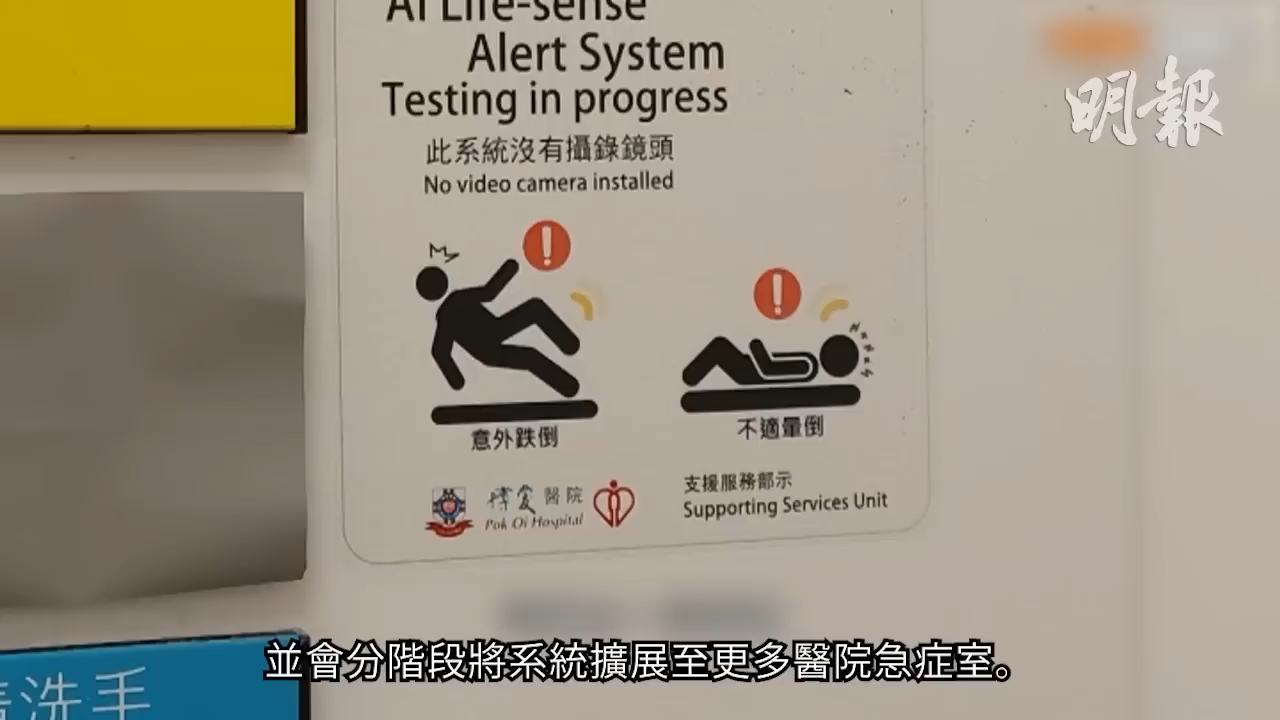 AI Life-sense
Alert System
Testing in progress
此系統沒有攝錄鏡頭
No video camera installed
意外跌倒
不適暈倒
博愛醫院
Pok Oi Hospital
支援服務部示
Supporting Services Unit
洗手
明報
並會分階段將系統擴展至更多醫院急症室。